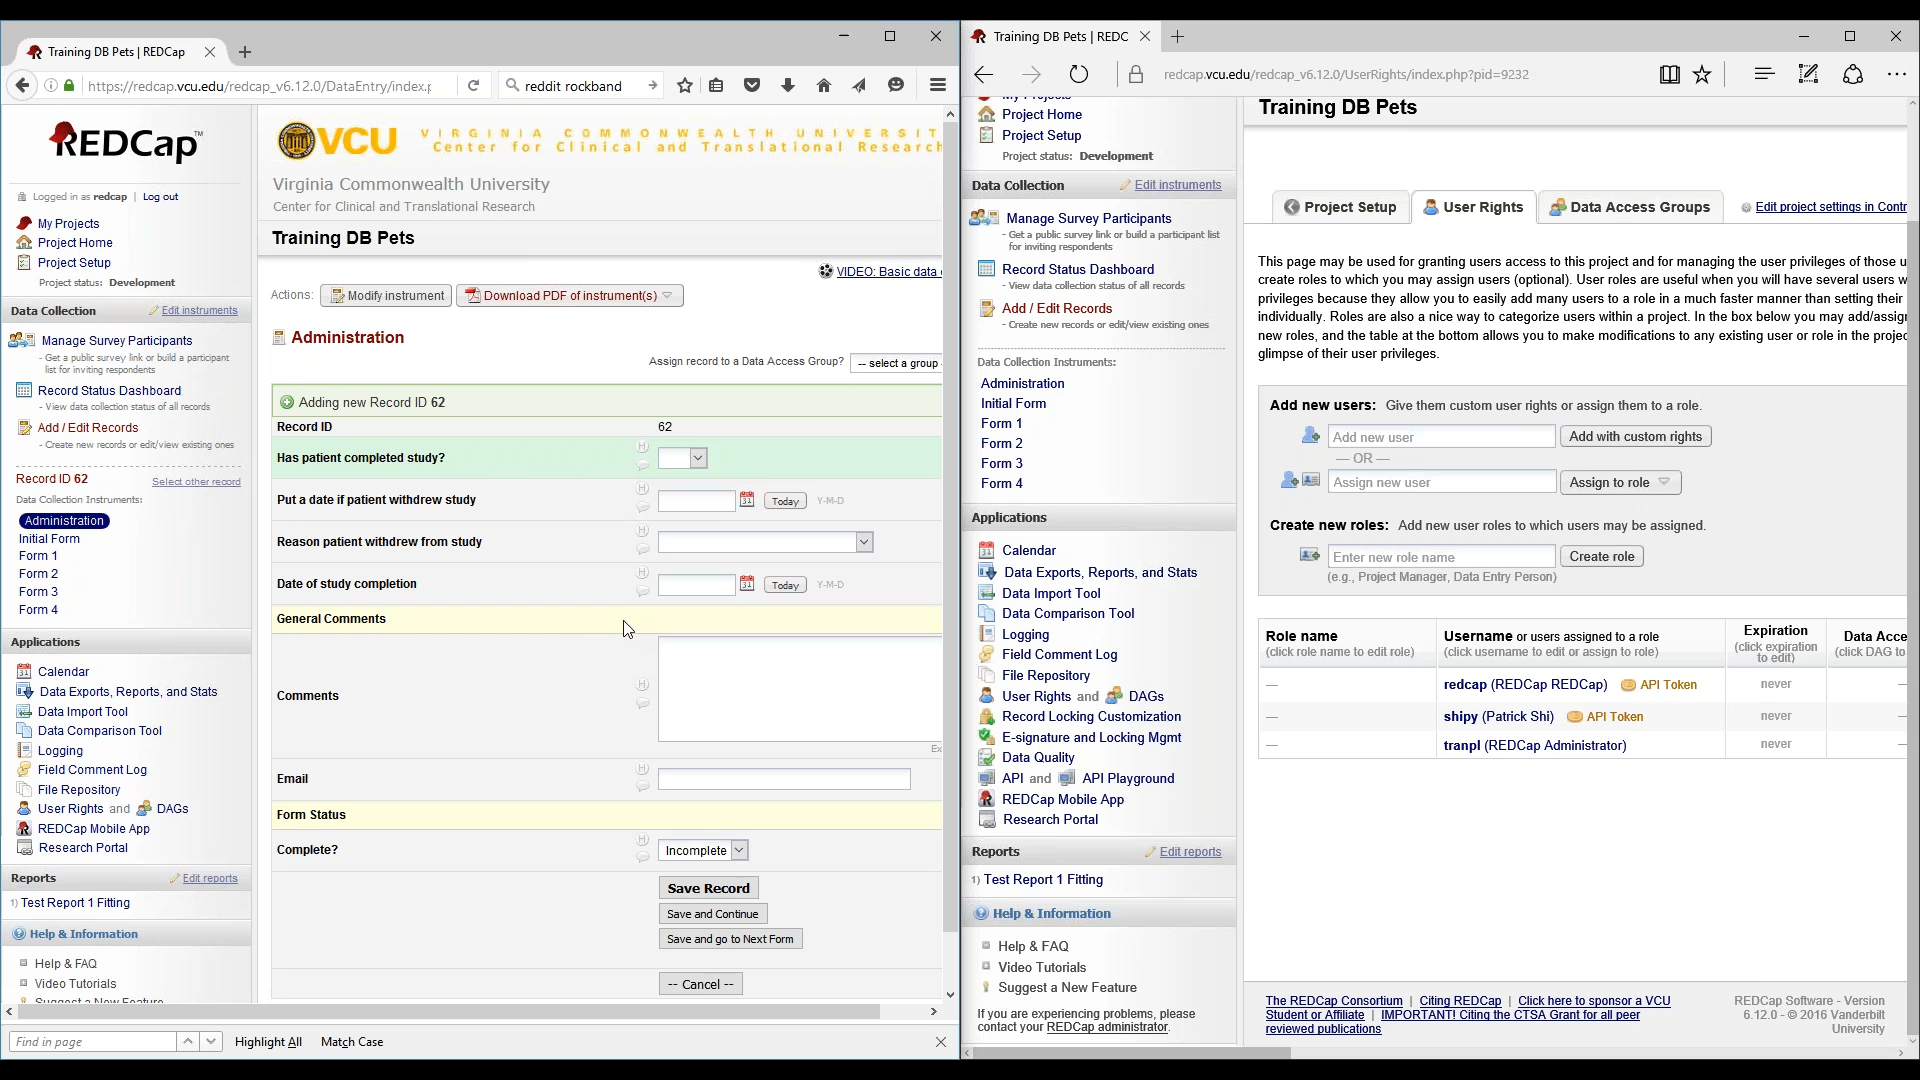 Training DB Pets | REDCap
https://redcap.vcu.edu/redcap_v6.12.0/DataEntry/index.p
reddit rockband
REDCap™
Logged in as redcap | Log out
My Projects
Project Home
Project Setup
Project status: Development
Data Collection
Edit instruments
Manage Survey Participants
- Get a public survey link or build a participant
list for inviting respondents
Record Status Dashboard
- View data collection status of all records
Add / Edit Records
- Create new records or edit/view existing ones
Record ID 62
Select other record
Data Collection Instruments:
Administration
Initial Form
Form 1
Form 2
Form 3
Form 4
Applications
Calendar
Data Exports, Reports, and Stats
Data Import Tool
Data Comparison Tool
Logging
Field Comment Log
File Repository
User Rights and DAGs
REDCap Mobile App
Research Portal
Reports
Edit reports
1) Test Report 1 Fitting
Help & Information
Help & FAQ
Video Tutorials
Suggest a New Feature
VCU
VIRGINIA COMMONWEALTH UNIVERSIT
Center for Clinical and Translational Research
Virginia Commonwealth University
Center for Clinical and Translational Research
Training DB Pets
VIDEO: Basic data
Actions: Modify instrument Download PDF of instrument(s)
Administration
Assign record to a Data Access Group? -- select a group
Adding new Record ID 62
Record ID 62
Has patient completed study?
Put a date if patient withdrew study
31 Today Y-M-D
Reason patient withdrew from study
Date of study completion
31 Today Y-M-D
General Comments
Comments
Ex
Email
Form Status
Complete? Incomplete
Save Record
Save and Continue
Save and go to Next Form
-- Cancel --
Find in page
Highlight All Match Case
Training DB Pets | REDC
redcap.vcu.edu/redcap_v6.12.0/UserRights/index.php?pid=9232
My Projects
Project Home
Project Setup
Project status: Development
Data Collection
Edit instruments
Manage Survey Participants
- Get a public survey link or build a participant list
for inviting respondents
Record Status Dashboard
- View data collection status of all records
Add / Edit Records
- Create new records or edit/view existing ones
Data Collection Instruments:
Administration
Initial Form
Form 1
Form 2
Form 3
Form 4
Applications
Calendar
Data Exports, Reports, and Stats
Data Import Tool
Data Comparison Tool
Logging
Field Comment Log
File Repository
User Rights and DAGs
Record Locking Customization
E-signature and Locking Mgmt
Data Quality
API and API Playground
REDCap Mobile App
Research Portal
Reports
Edit reports
1) Test Report 1 Fitting
Help & Information
Help & FAQ
Video Tutorials
Suggest a New Feature
If you are experiencing problems, please
contact your REDCap administrator.
Training DB Pets
Project Setup
User Rights
Data Access Groups
Edit project settings in Contr
This page may be used for granting users access to this project and for managing the user privileges of those u
create roles to which you may assign users (optional). User roles are useful when you will have several users w
privileges because they allow you to easily add many users to a role in a much faster manner than setting their
individually. Roles are also a nice way to categorize users within a project. In the box below you may add/assign
new roles, and the table at the bottom allows you to make modifications to any existing user or role in the projec
glimpse of their user privileges.
Add new users: Give them custom user rights or assign them to a role.
Add new user
Add with custom rights
— OR —
Assign new user
Assign to role
Create new roles: Add new user roles to which users may be assigned.
Enter new role name
Create role
(e.g., Project Manager, Data Entry Person)
Role name
(click role name to edit role)
Username or users assigned to a role
(click username to edit or assign to role)
Expiration
(click expiration
to edit)
Data Acce
(click DAG to
— redcap (REDCap REDCap) API Token never —
— shipy (Patrick Shi) API Token never —
— tranpl (REDCap Administrator) never —
The REDCap Consortium | Citing REDCap | Click here to sponsor a VCU
Student or Affiliate | IMPORTANT! Citing the CTSA Grant for all peer
reviewed publications
REDCap Software - Version
6.12.0 - © 2016 Vanderbilt
University